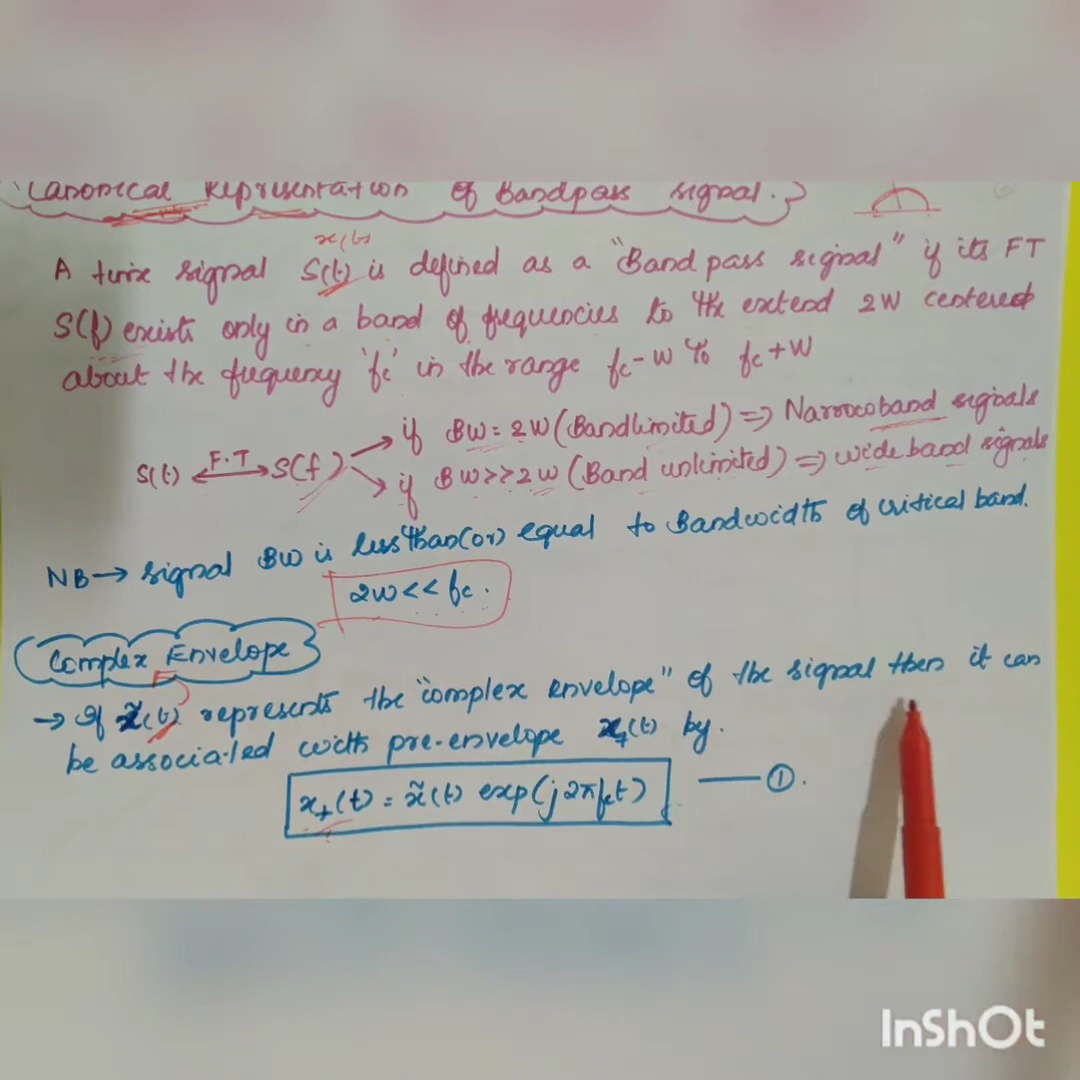 Canonical Representation of Bandpass signal.
x(t)
A time signal S(t) is defined as a "Band pass signal" if its FT
S(f) exists only in a band of frequencies to the extend 2W centered
about the frequency 'fc' in the range fc-W to fc+W
if BW = 2W (Bandlimited) => Narrowband signals
S(t) <-F.T-> S(f)
if BW>>2W (Band unlimited) => wide band signals
NB → signal BW is less than (or) equal to Bandwidth of critical band.
2W << fc.
Complex Envelope
→ If x̃(t) represents the "complex envelope" of the signal then it can
be associated with pre-envelope x₊(t) by.
x₊(t) = x̃(t) exp(j2πfct) —— ①.
InShOt